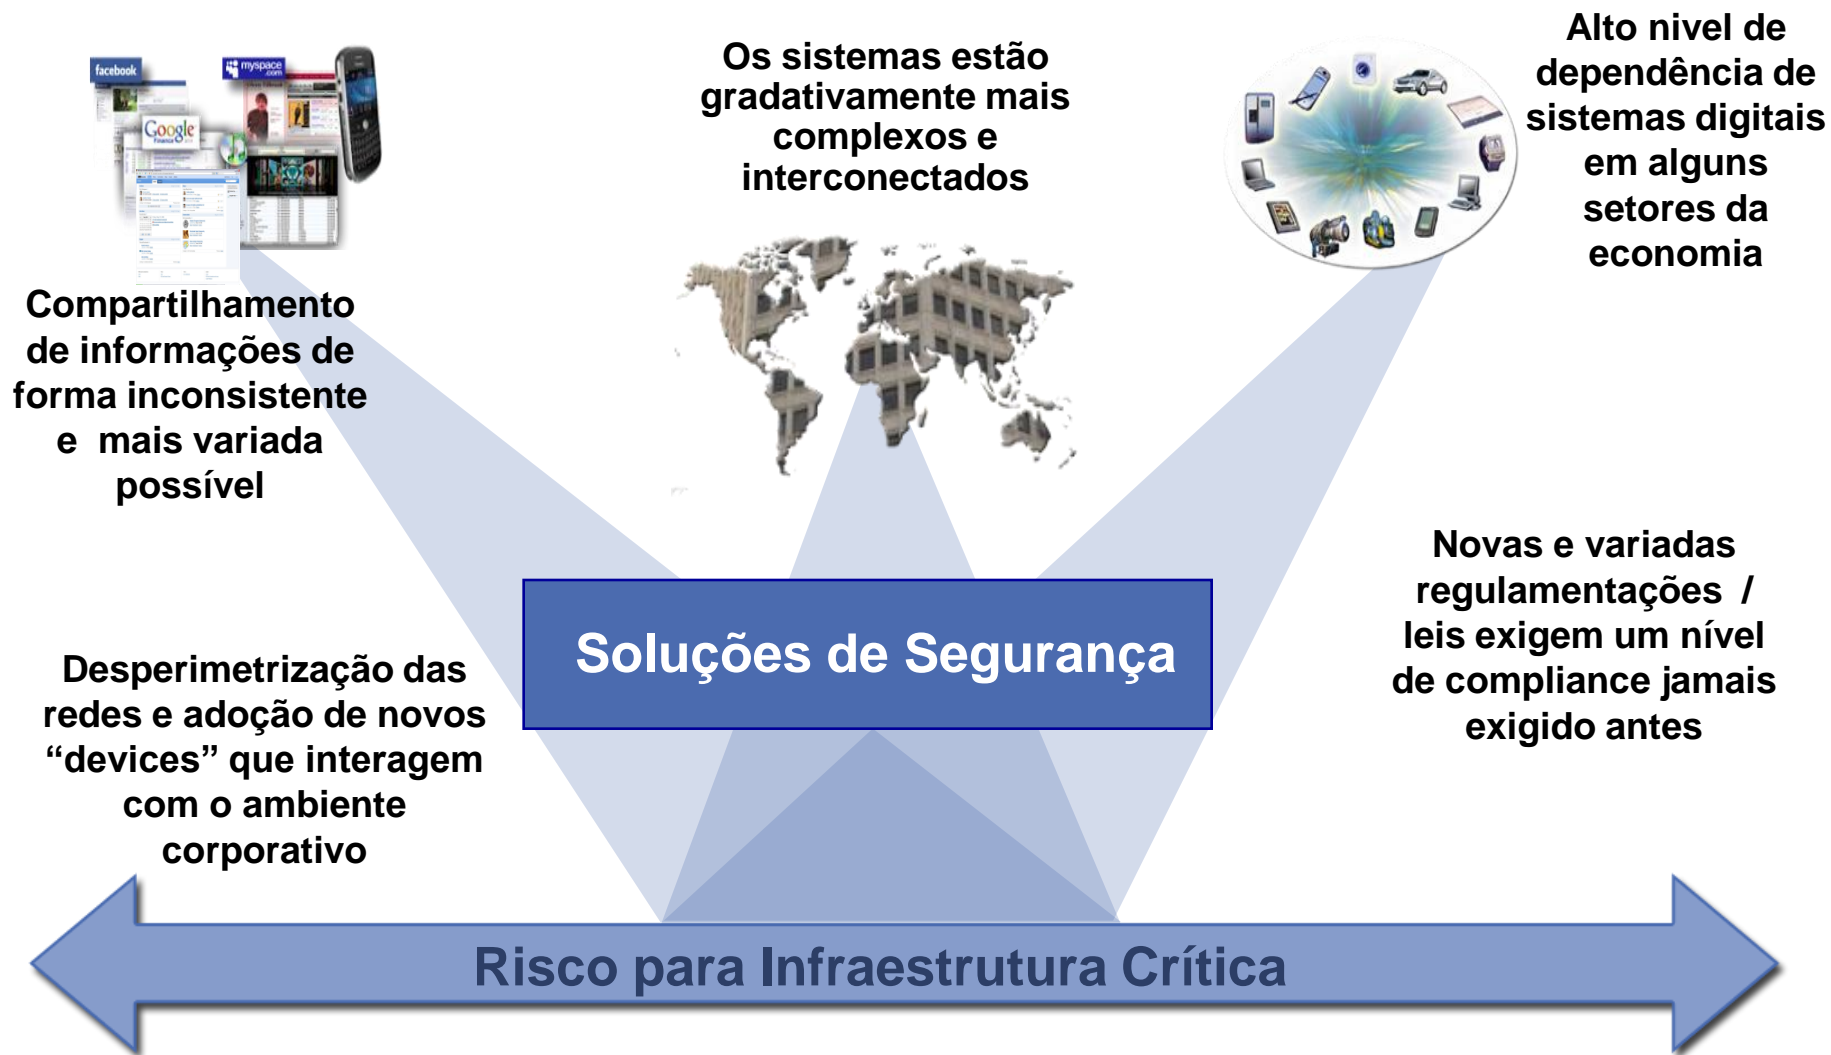 facebook
myspace
.com
Google
Finance
Compartilhamento
de informações de
forma inconsistente
e mais variada
possível
Os sistemas estão
gradativamente mais
complexos e
interconectados
Alto nivel de
dependência de
sistemas digitais
em alguns
setores da
economia
Desperimetrização das
redes e adoção de novos
“devices” que interagem
com o ambiente
corporativo
Soluções de Segurança
Novas e variadas
regulamentações /
leis exigem um nível
de compliance jamais
exigido antes
Risco para Infraestrutura Crítica